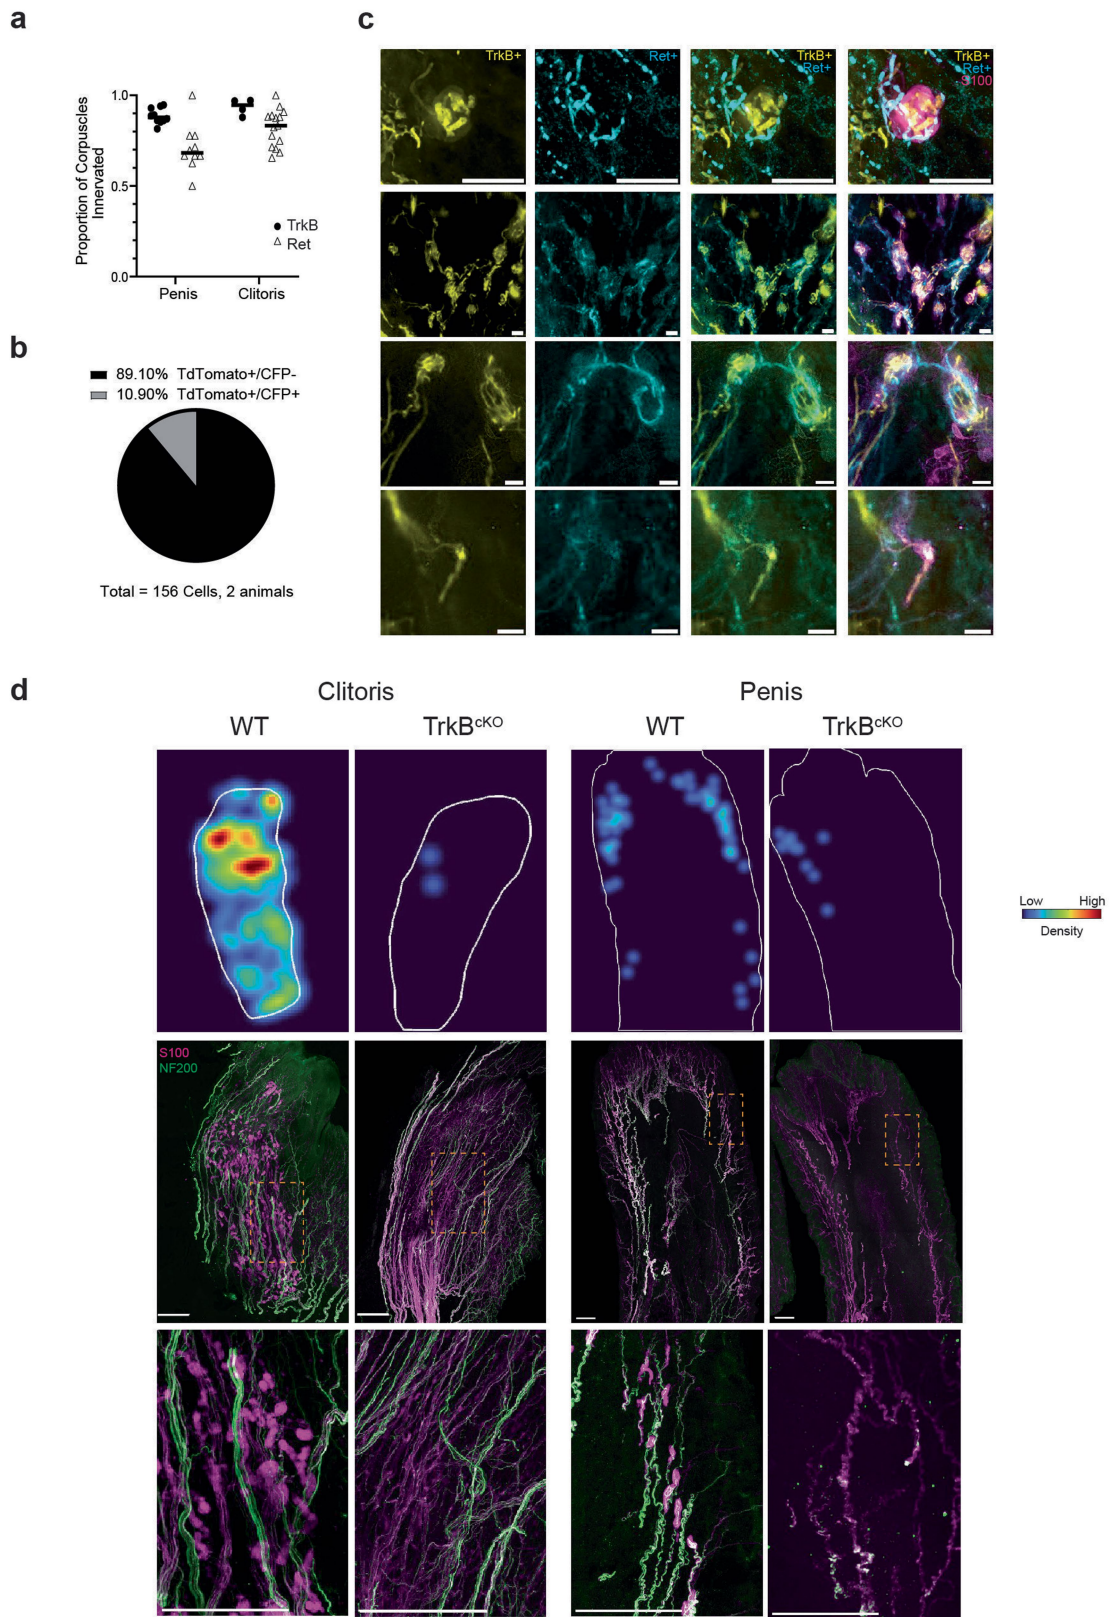 a
Proportion of Corpuscles
Innervated
1.0
0.5
0.0
Penis
Clitoris
TrkB
Ret
b
89.10% TdTomato+/CFP-
10.90% TdTomato+/CFP+
Total = 156 Cells, 2 animals
c
TrkB+
Ret+
TrkB+
Ret+
TrkB+
Ret+
S100
d
Clitoris
Penis
WT
TrkBcKO
WT
TrkBcKO
Low
High
Density
S100
NF200